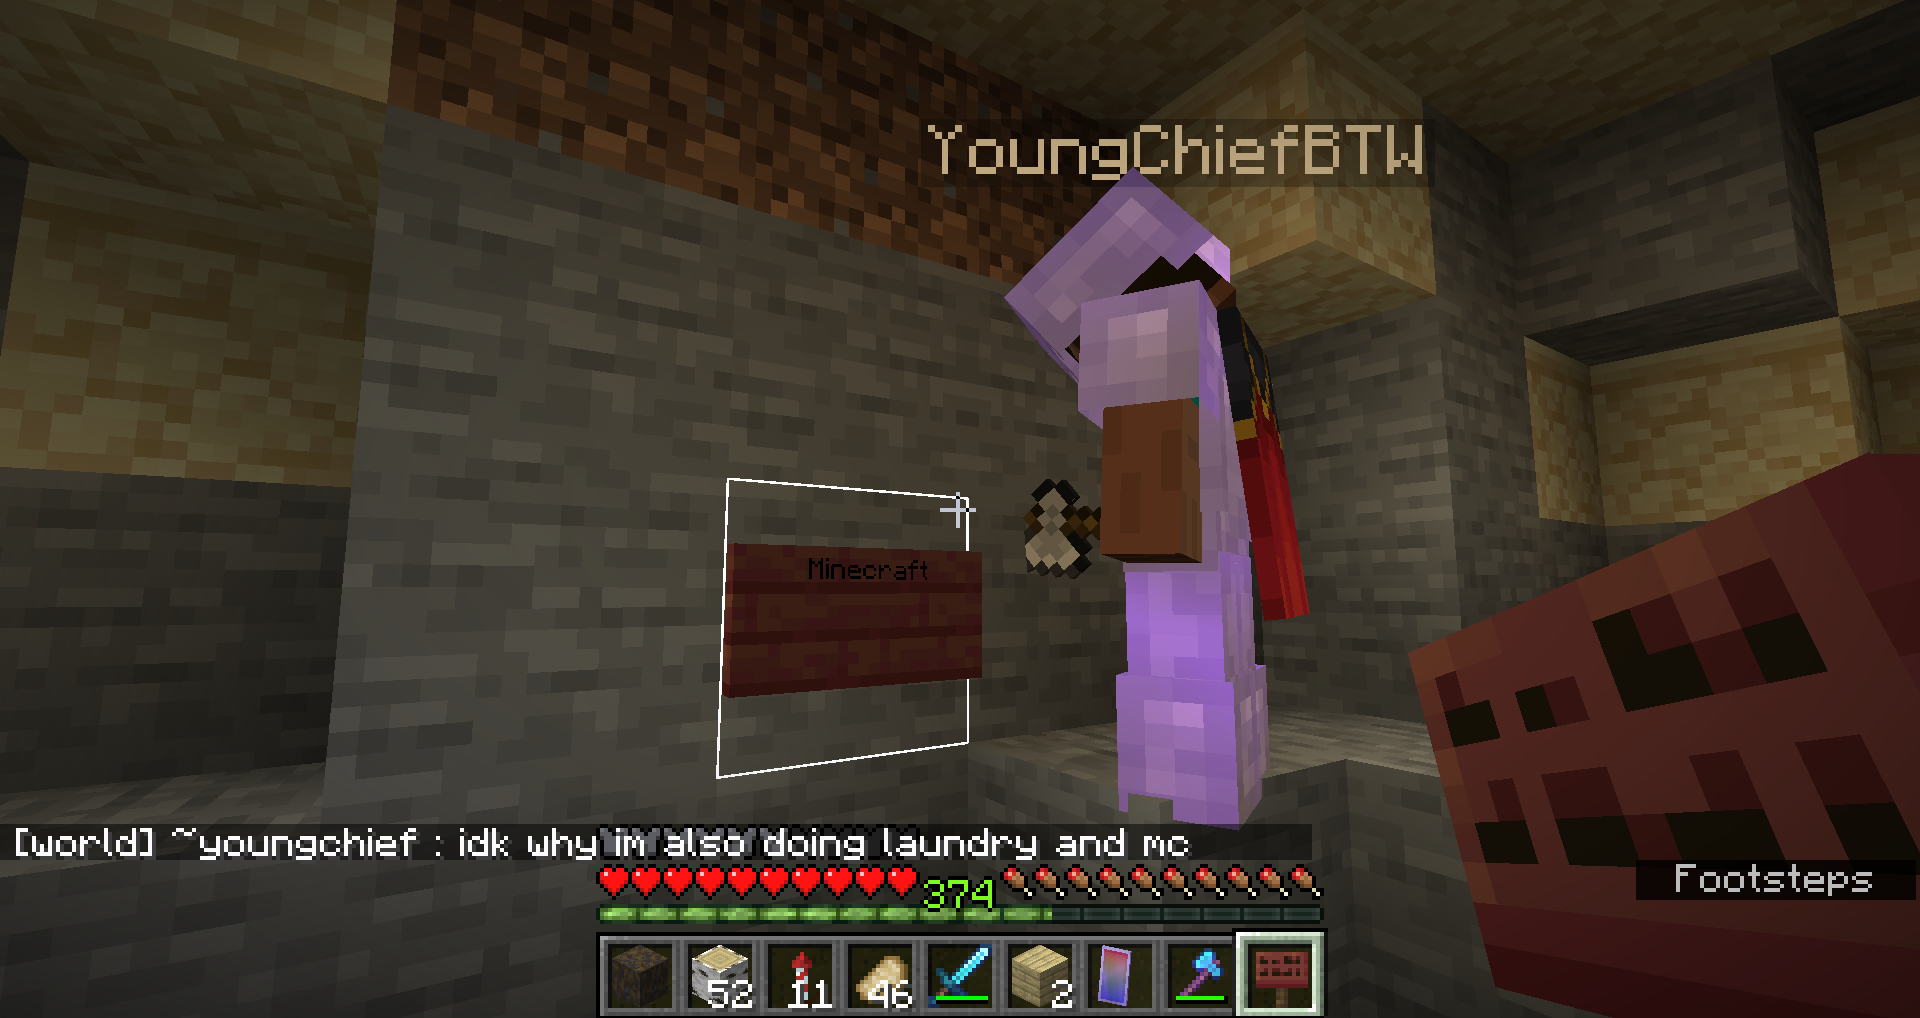 YoungChiefBTW
Minecraft
[world] ~youngchief : idk why im also doing laundry and mc
374
Footsteps
52
11
46
2